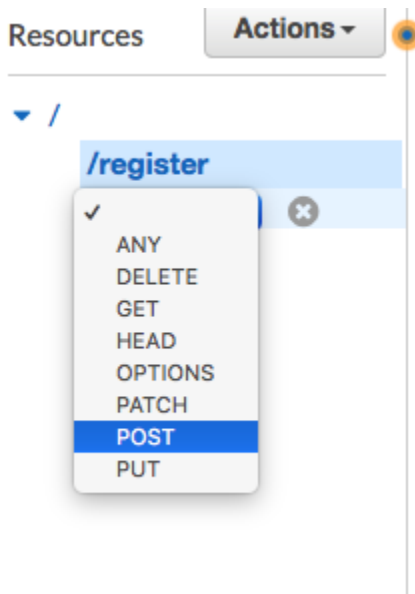 Resources
Actions
/
/register
ANY
DELETE
GET
HEAD
OPTIONS
PATCH
POST
PUT